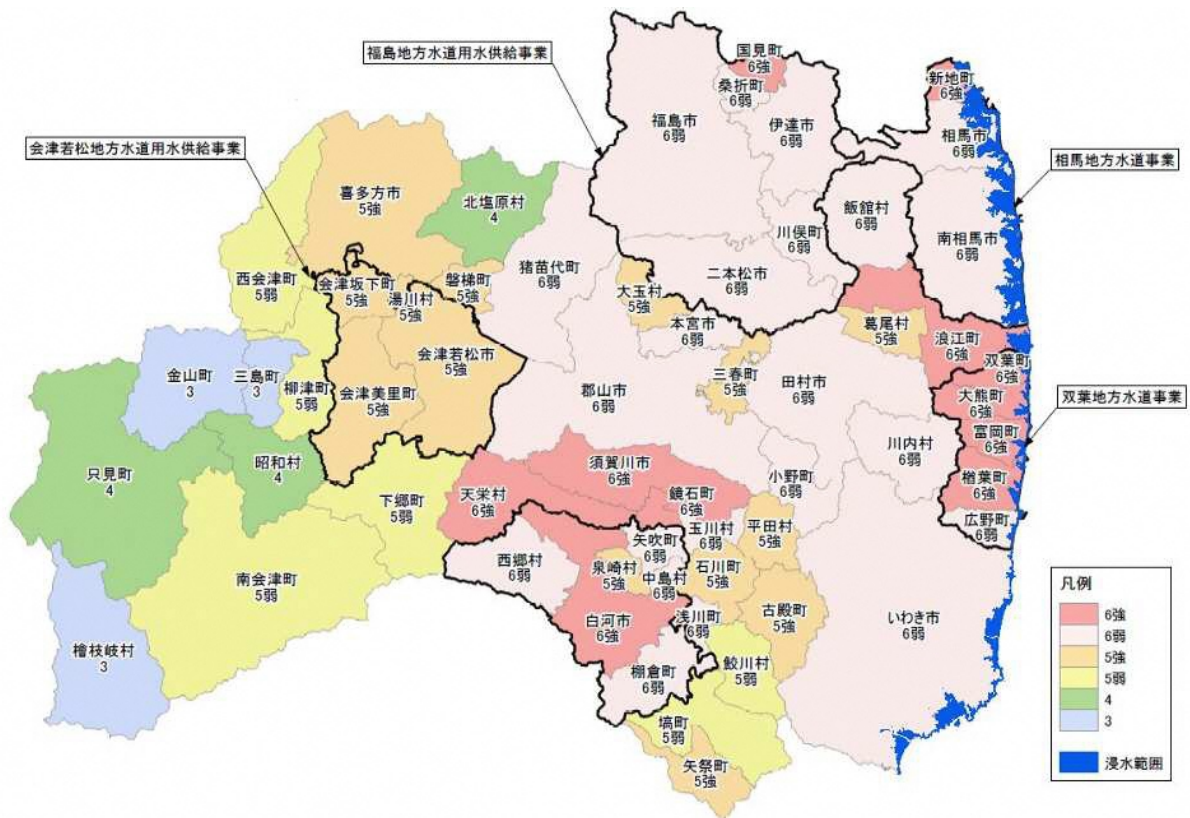 福島地方水道用水供給事業
国見町
6強
桑折町
6弱
新地町
6強
福島市
6弱
伊達市
6弱
相馬市
6弱
会津若松地方水道用水供給事業
相馬地方水道事業
喜多方市
5強
北塩原村
4
飯舘村
6弱
川俣町
6弱
南相馬市
6弱
西会津町
5弱
猪苗代町
6弱
二本松市
6弱
会津坂下町
5強
湯川村
5強
磐梯町
5強
大玉村
5強
本宮市
6弱
葛尾村
5強
浪江町
6強
双葉町
6強
金山町
3
三島町
3
柳津町
5弱
会津若松市
5強
会津美里町
5強
郡山市
6弱
三春町
5強
田村市
6弱
大熊町
6強
双葉地方水道事業
富岡町
6強
川内村
6弱
只見町
4
昭和村
4
須賀川市
6強
小野町
6弱
楢葉町
6強
下郷町
5弱
天栄村
6強
鏡石町
6強
広野町
6弱
玉川村
6弱
平田村
5強
西郷村
6弱
矢吹町
6弱
泉崎村
5強
中島村
6弱
石川町
5強
南会津町
5弱
白河市
6強
浅川町
6弱
古殿町
5強
いわき市
6弱
檜枝岐村
3
棚倉町
6弱
鮫川村
5弱
塙町
5弱
矢祭町
5強
凡例
6強
6弱
5強
5弱
4
3
浸水範囲